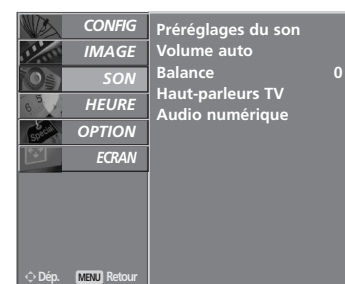 CONFIG
IMAGE
SON
HEURE
OPTION
ECRAN
Préréglages du son
Volume auto
Balance 0
Haut-parleurs TV
Audio numérique
Dép. MENU Retour